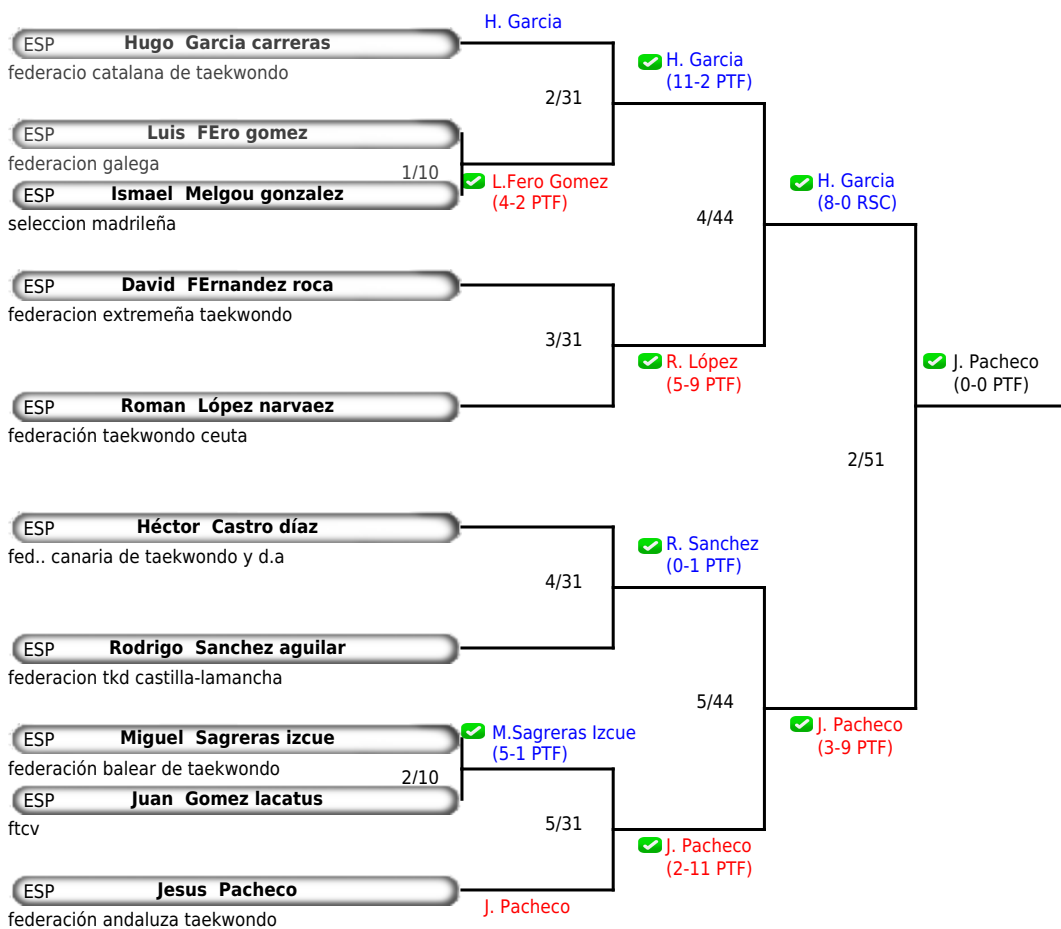 H. Garcia
ESP Hugo Garcia carreras
federacio catalana de taekwondo
H. Garcia
(11-2 PTF)
2/31
ESP Luis FEro gomez
federacion galega
1/10
ESP Ismael Melgou gonzalez
seleccion madrileña
L.Fero Gomez
(4-2 PTF)
H. Garcia
(8-0 RSC)
4/44
ESP David FErnandez roca
federacion extremeña taekwondo
3/31
R. López
(5-9 PTF)
J. Pacheco
(0-0 PTF)
ESP Roman López narvaez
federación taekwondo ceuta
2/51
ESP Héctor Castro díaz
fed.. canaria de taekwondo y d.a
R. Sanchez
(0-1 PTF)
4/31
ESP Rodrigo Sanchez aguilar
federacion tkd castilla-lamancha
5/44
J. Pacheco
(3-9 PTF)
ESP Miguel Sagreras izcue
federación balear de taekwondo
M.Sagreras Izcue
(5-1 PTF)
2/10
ESP Juan Gomez lacatus
ftcv
5/31
J. Pacheco
(2-11 PTF)
ESP Jesus Pacheco
federación andaluza taekwondo
J. Pacheco